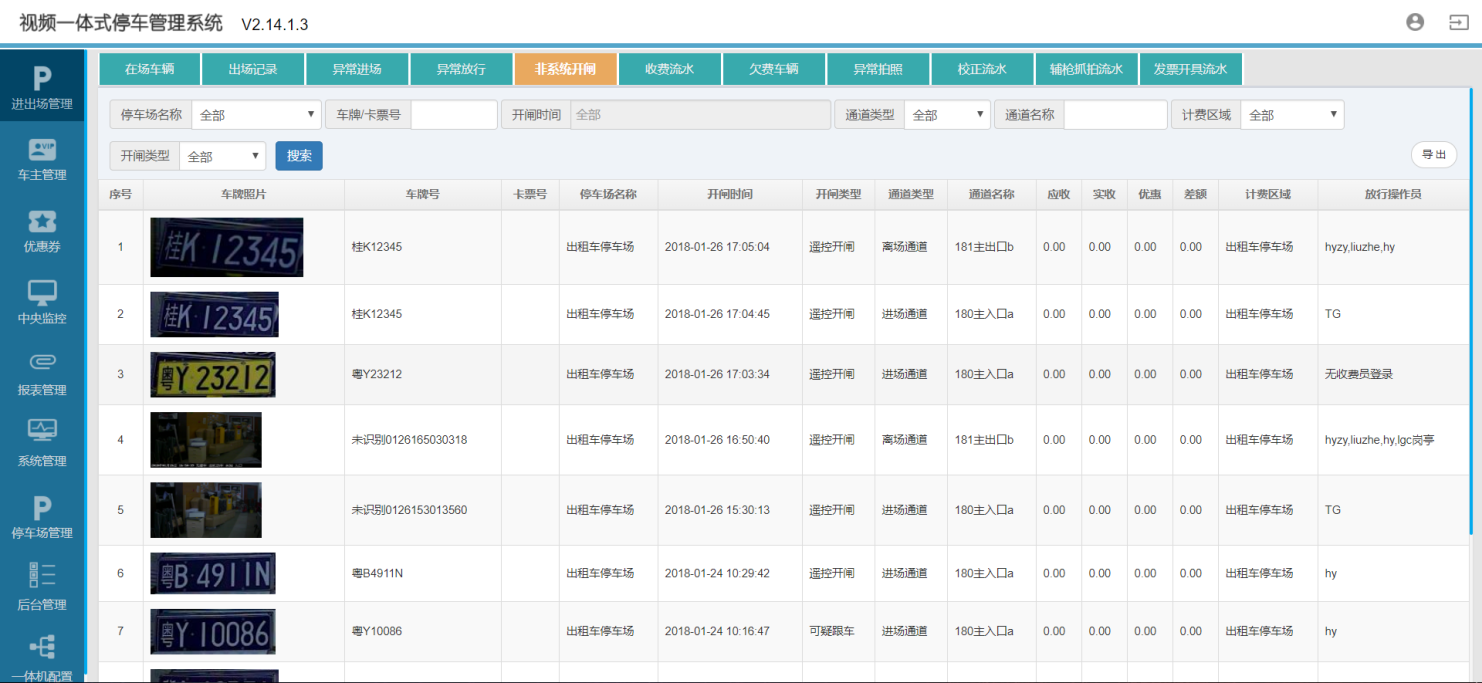 视频一体式停车管理系统 V2.14.1.3
在场车辆 出场记录 异常进场 异常放行 非系统开闸 收费流水 欠费车辆 异常拍照 校正流水 辅枪抓拍流水 发票开具流水
进出场管理
车主管理
优惠券
中央监控
报表管理
系统管理
停车场管理
后台管理
一体机配置
停车场名称 全部 车牌/卡票号 开闸时间 全部 通道类型 全部 通道名称 计费区域 全部
开闸类型 全部 搜索 导出
序号 车牌照片 车牌号 卡票号 停车场名称 开闸时间 开闸类型 通道类型 通道名称 应收 实收 优惠 差额 计费区域 放行操作员
1 桂K·12345 桂K12345 出租车停车场 2018-01-26 17:05:04 遥控开闸 离场通道 181主出口b 0.00 0.00 0.00 0.00 出租车停车场 hyzy,liuzhe,hy
2 桂K·12345 桂K12345 出租车停车场 2018-01-26 17:04:45 遥控开闸 进场通道 180主入口a 0.00 0.00 0.00 0.00 出租车停车场 TG
3 粤Y·23212 粤Y23212 出租车停车场 2018-01-26 17:03:34 遥控开闸 进场通道 180主入口a 0.00 0.00 0.00 0.00 出租车停车场 无收费员登录
4 未识别0126165030318 出租车停车场 2018-01-26 16:50:40 遥控开闸 离场通道 181主出口b 0.00 0.00 0.00 0.00 出租车停车场 hyzy,liuzhe,hy,lgc岗亭
5 未识别0126153013560 出租车停车场 2018-01-26 15:30:13 遥控开闸 进场通道 180主入口a 0.00 0.00 0.00 0.00 出租车停车场 TG
6 粤B·4911N 粤B4911N 出租车停车场 2018-01-24 10:29:42 遥控开闸 进场通道 180主入口a 0.00 0.00 0.00 0.00 出租车停车场 hy
7 粤Y·10086 粤Y10086 出租车停车场 2018-01-24 10:16:47 可疑跟车 进场通道 180主入口a 0.00 0.00 0.00 0.00 出租车停车场 hy